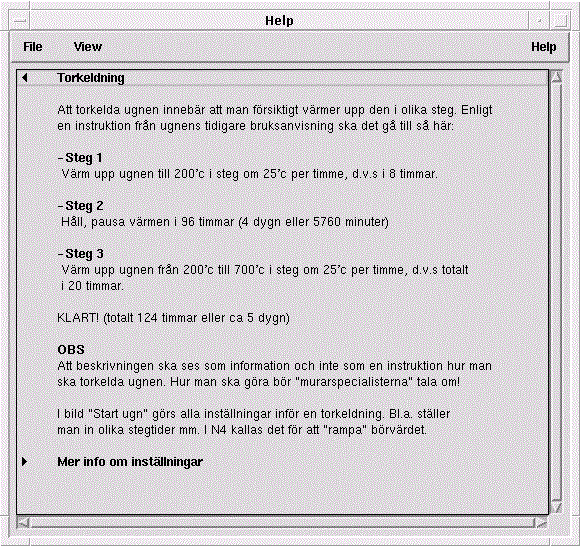 Help
File View Help
Torkeldning
Att torkelda ugnen innebär att man försiktigt värmer upp den i olika steg. Enligt
en instruktion från ugnens tidigare bruksanvisning ska det gå till så här:
-Steg 1
Värm upp ugnen till 200'c i steg om 25'c per timme, d.v.s i 8 timmar.
-Steg 2
Håll, pausa värmen i 96 timmar (4 dygn eller 5760 minuter)
-Steg 3
Värm upp ugnen från 200'c till 700'c i steg om 25'c per timme, d.v.s totalt
i 20 timmar.
KLART! (totalt 124 timmar eller ca 5 dygn)
OBS
Att beskrivningen ska ses som information och inte som en instruktion hur man
ska torkelda ugnen. Hur man ska göra bör "murarspecialisterna" tala om!
I bild "Start ugn" görs alla inställningar inför en torkeldning. Bl.a. ställer
man in olika stegtider mm. I N4 kallas det för att "rampa" börvärdet.
Mer info om inställningar